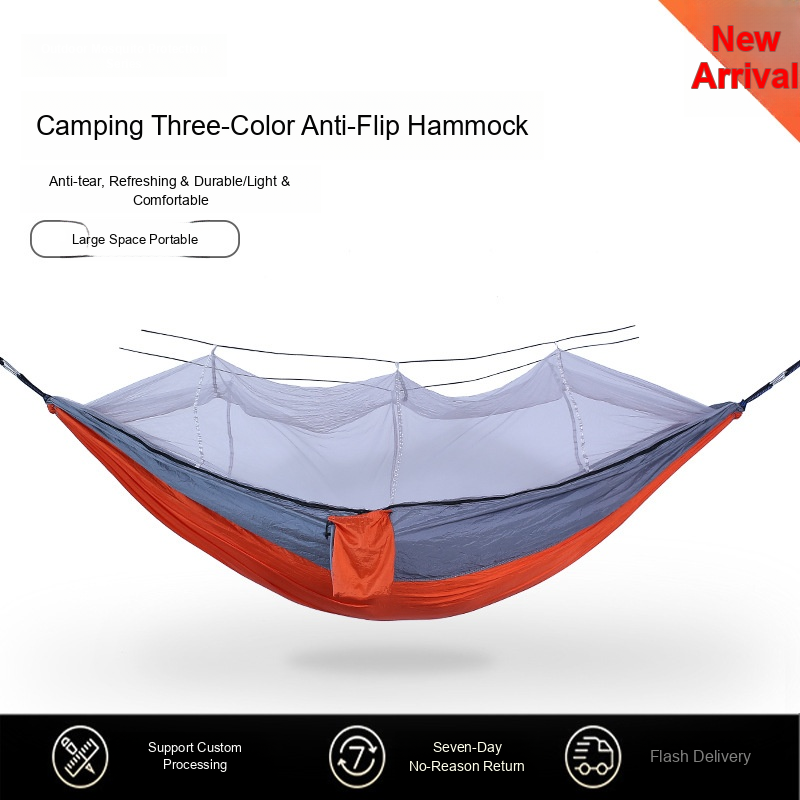 New
Arrival
Camping Three-Color Anti-Flip Hammock
Anti-tear, Refreshing & Durable/Light &
Comfortable
Large Space Portable
Support Custom
Processing
7
Seven-Day
No-Reason Return
Flash Delivery